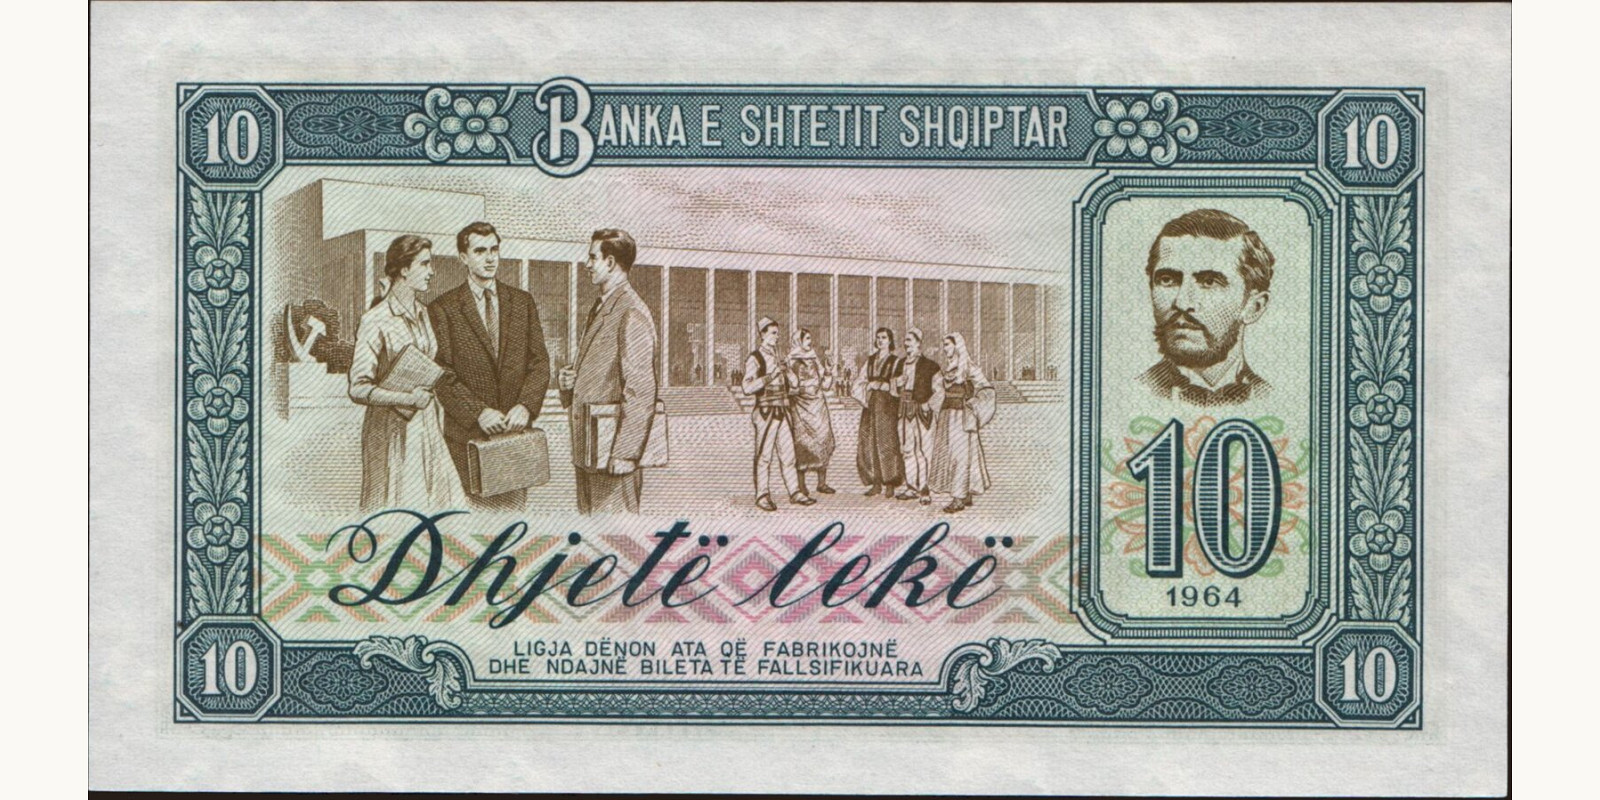 10 BANKA E SHTETIT SHQIPTAR 10
Dhjetë lekë
10
1964
LIGJA DËNON ATA QË FABRIKOJNË
DHE NDAJNË BILETA TË FALLSIFIKUARA
10 10